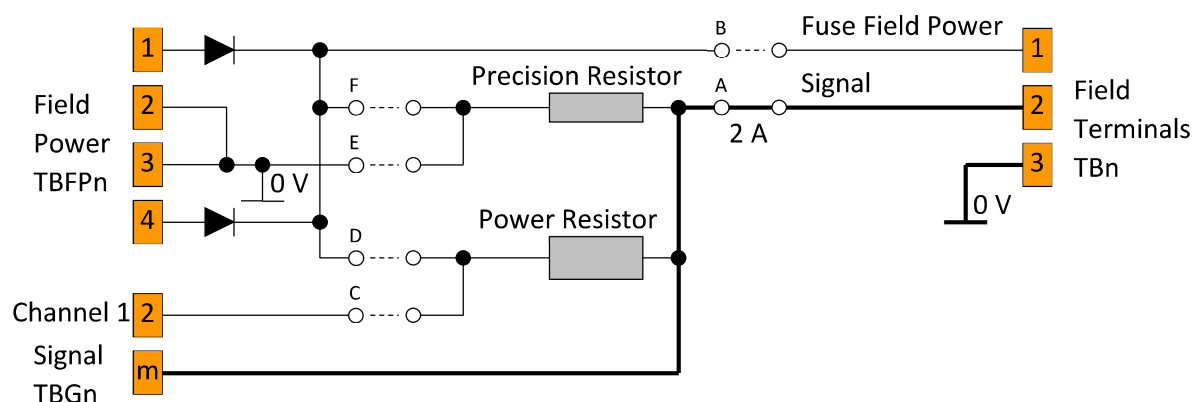 B
Fuse Field Power
1
1
Precision Resistor
F
A
Signal
Field
2
2
Field
2 A
Power
E
Terminals
3
3
TBFPn
0 V
TBn
4
Power Resistor
0 V
D
C
Channel 1
2
Signal
m
TBGn